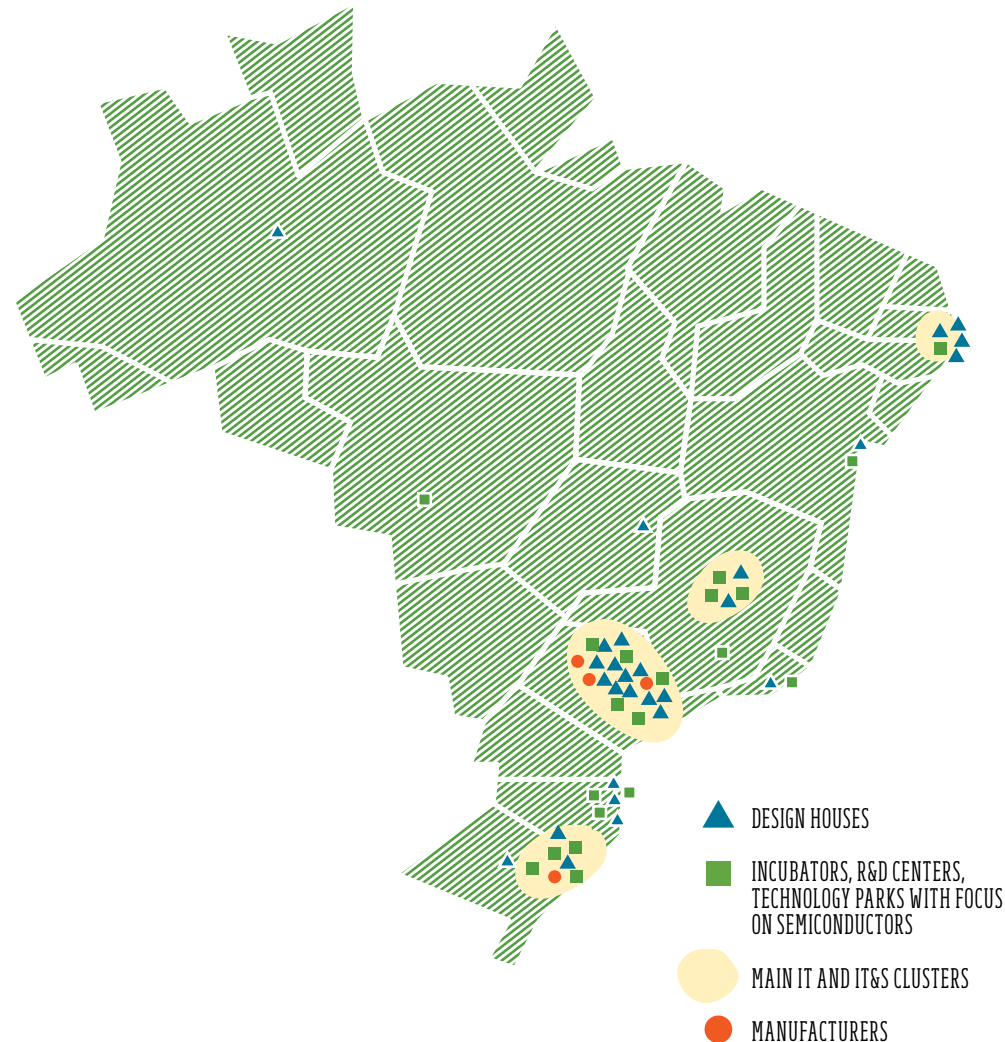 DESIGN HOUSES
INCUBATORS, R&D CENTERS,
TECHNOLOGY PARKS WITH FOCUS
ON SEMICONDUCTORS
MAIN IT AND IT&S CLUSTERS
MANUFACTURERS